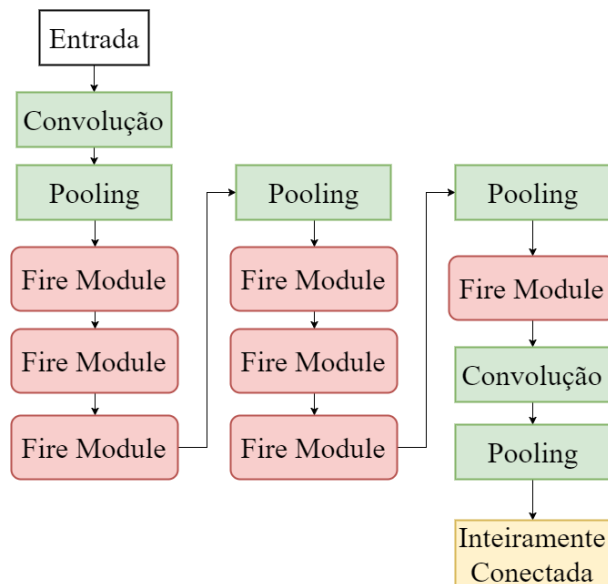 Entrada
Convolução
Pooling
Fire Module
Fire Module
Fire Module
Pooling
Fire Module
Fire Module
Fire Module
Pooling
Fire Module
Convolução
Pooling
Inteiramente
Conectada